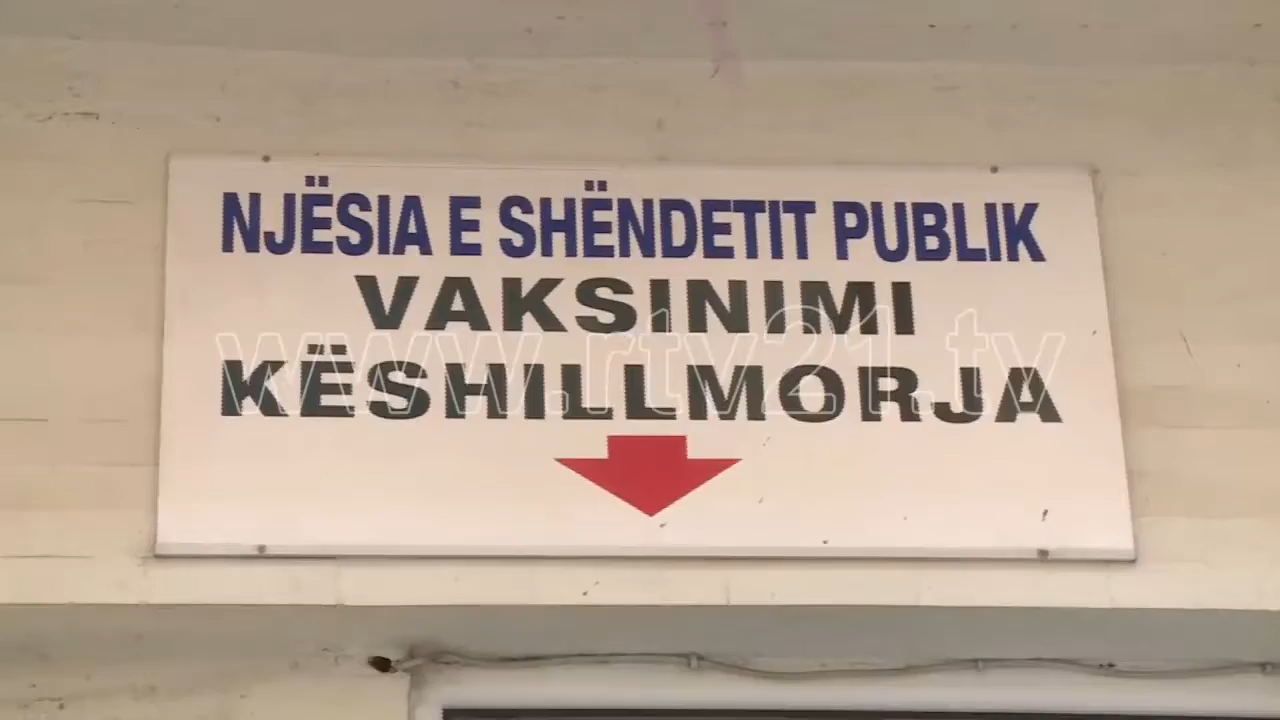 NJËSIA E SHËNDETIT PUBLIK
VAKSINIMI
KËSHILLMORJA
www.rtv21.tv